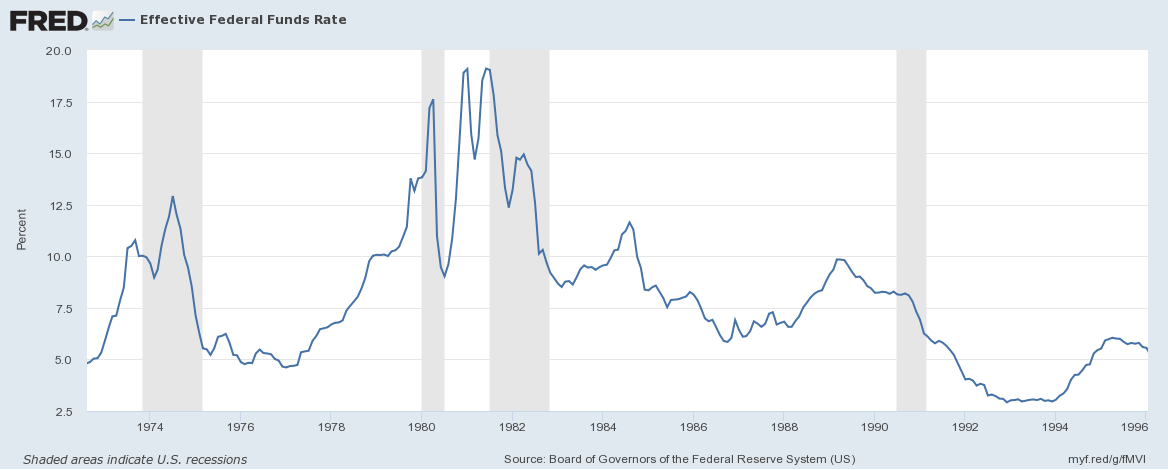 FRED Effective Federal Funds Rate
20.0
17.5
15.0
12.5
10.0
7.5
5.0
2.5
Percent
1974 1976 1978 1980 1982 1984 1986 1988 1990 1992 1994 1996
Shaded areas indicate U.S. recessions Source: Board of Governors of the Federal Reserve System (US) myf.red/g/fMVI